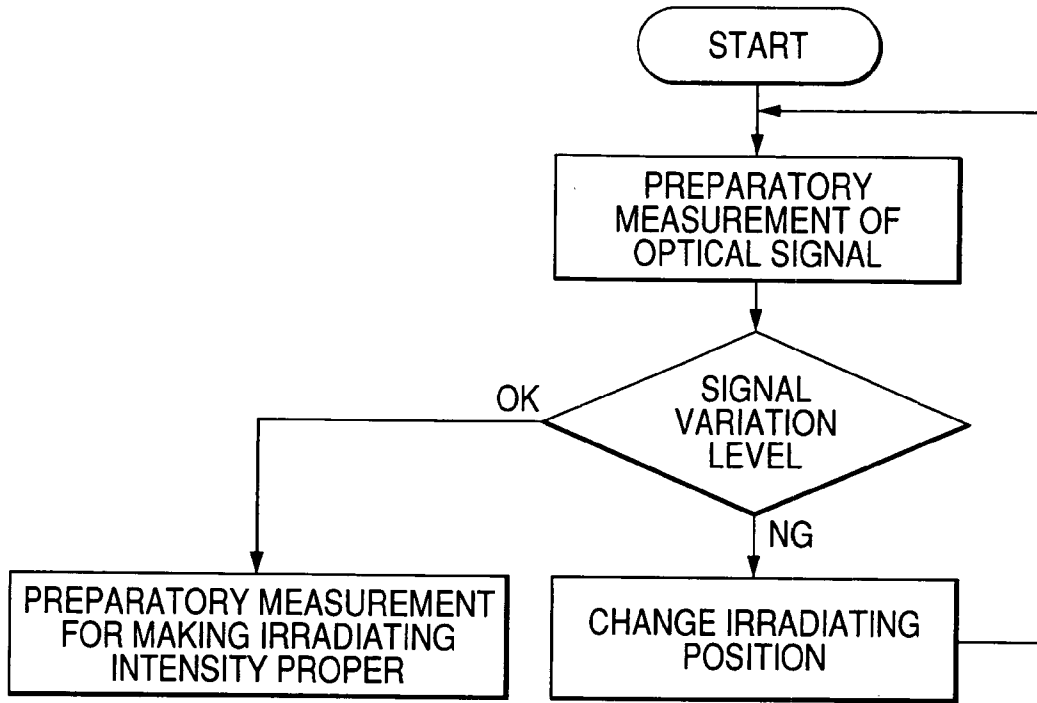 START
PREPARATORY
MEASUREMENT OF
OPTICAL SIGNAL
SIGNAL
VARIATION
LEVEL
OK
NG
PREPARATORY MEASUREMENT
FOR MAKING IRRADIATING
INTENSITY PROPER
CHANGE IRRADIATING
POSITION